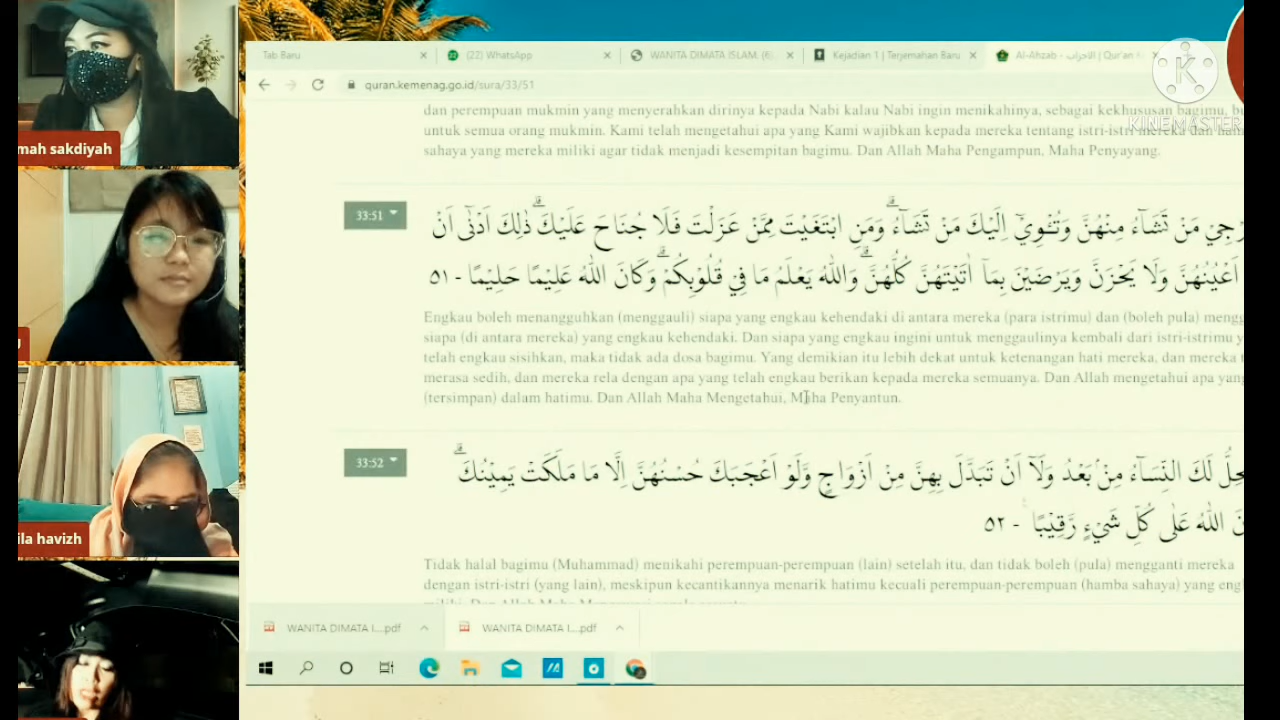 Tab Baru
(22) WhatsApp
WANITA DIMATA ISLAM. (6)
Kejadian 1 | Terjemahan Baru
Al-Ahzab - الاحزاب | Qur'an
quran.kemenag.go.id/sura/33/51
KINEMASTER
dan perempuan mukmin yang menyerahkan dirinya kepada Nabi kalau Nabi ingin menikahinya, sebagai kekhususan bagimu,
untuk semua orang mukmin. Kami telah mengetahui apa yang Kami wajibkan kepada mereka tentang istri-istri mereka dan
sahaya yang mereka miliki agar tidak menjadi kesempitan bagimu. Dan Allah Maha Pengampun, Maha Penyayang.
33:51
رْجِيْ مَنْ تَشَاۤءُ مِنْهُنَّ وَتُـْٔوِيْٓ اِلَيْكَ مَنْ تَشَاۤءُۗ وَمَنِ ابْتَغَيْتَ مِمَّنْ عَزَلْتَ فَلَا جُنَاحَ عَلَيْكَۗ ذٰلِكَ اَدْنٰٓى اَنْ
اَعْيُنُهُنَّ وَلَا يَحْزَنَّ وَيَرْضَيْنَ بِمَآ اٰتَيْتَهُنَّ كُلُّهُنَّۗ وَاللّٰهُ يَعْلَمُ مَا فِيْ قُلُوْبِكُمْۗ وَكَانَ اللّٰهُ عَلِيْمًا حَلِيْمًا - ٥١
Engkau boleh menangguhkan (menggauli) siapa yang engkau kehendaki di antara mereka (para istrimu) dan (boleh pula) mengg
siapa (di antara mereka) yang engkau kehendaki. Dan siapa yang engkau ingini untuk menggaulinya kembali dari istri-istrimu y
telah engkau sisihkan, maka tidak ada dosa bagimu. Yang demikian itu lebih dekat untuk ketenangan hati mereka, dan mereka t
merasa sedih, dan mereka rela dengan apa yang telah engkau berikan kepada mereka semuanya. Dan Allah mengetahui apa yang
(tersimpan) dalam hatimu. Dan Allah Maha Mengetahui, Maha Penyantun.
33:52
حِلُّ لَكَ النِّسَاۤءُ مِنْۢ بَعْدُ وَلَآ اَنْ تَبَدَّلَ بِهِنَّ مِنْ اَزْوَاجٍ وَّلَوْ اَعْجَبَكَ حُسْنُهُنَّ اِلَّا مَا مَلَكَتْ يَمِيْنُكَۗ
نَ اللّٰهُ عَلٰى كُلِّ شَيْءٍ رَّقِيْبًا - ٥٢
Tidak halal bagimu (Muhammad) menikahi perempuan-perempuan (lain) setelah itu, dan tidak boleh (pula) mengganti mereka
dengan istri-istri (yang lain), meskipun kecantikannya menarik hatimu kecuali perempuan-perempuan (hamba sahaya) yang eng
WANITA DIMATA I....pdf
WANITA DIMATA I....pdf
mah sakdiyah
ila havizh